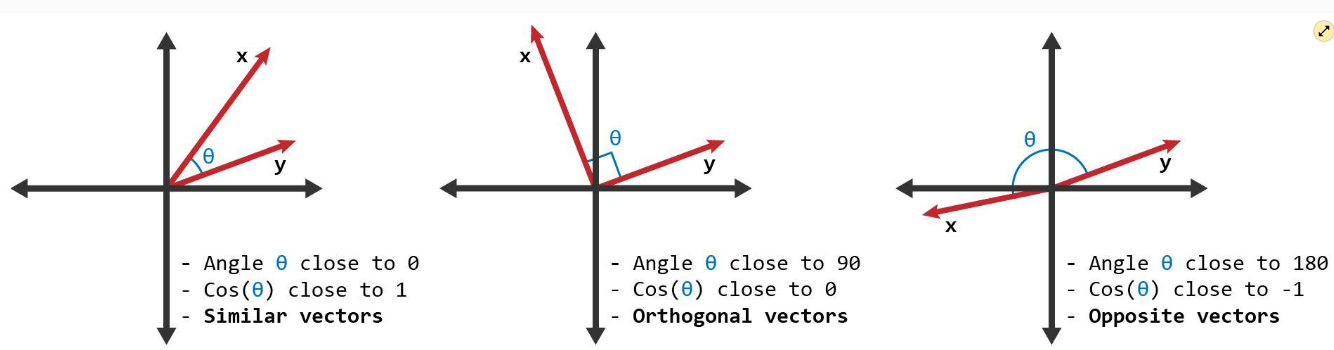 x
θ
y
- Angle θ close to 0
- Cos(θ) close to 1
- Similar vectors
x
θ
y
- Angle θ close to 90
- Cos(θ) close to 0
- Orthogonal vectors
θ
y
x
- Angle θ close to 180
- Cos(θ) close to -1
- Opposite vectors